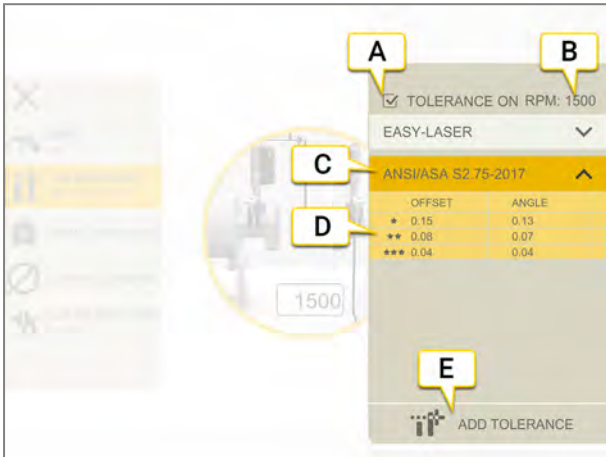 A
B
TOLERANCE ON RPM: 1500
EASY-LASER
C
ANSI/ASA S2.75-2017
OFFSET ANGLE
D
★ 0.15 0.13
★★ 0.08 0.07
★★★ 0.04 0.04
1500
E
ADD TOLERANCE